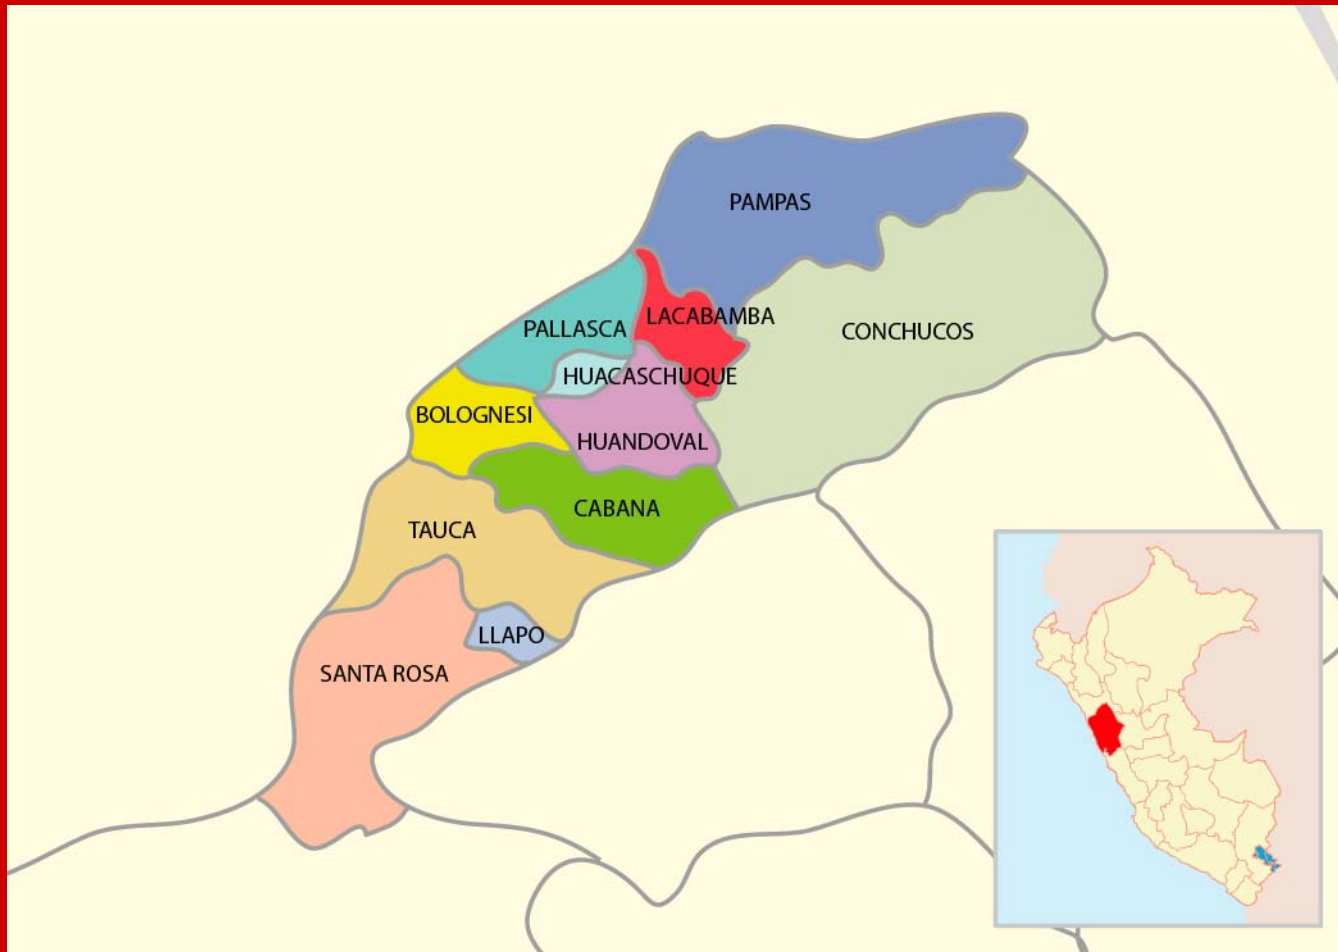 PAMPAS
LACABAMBA
PALLASCA
CONCHUCOS
HUACASCHUQUE
BOLOGNESI
HUANDOVAL
CABANA
TAUCA
LLAPO
SANTA ROSA